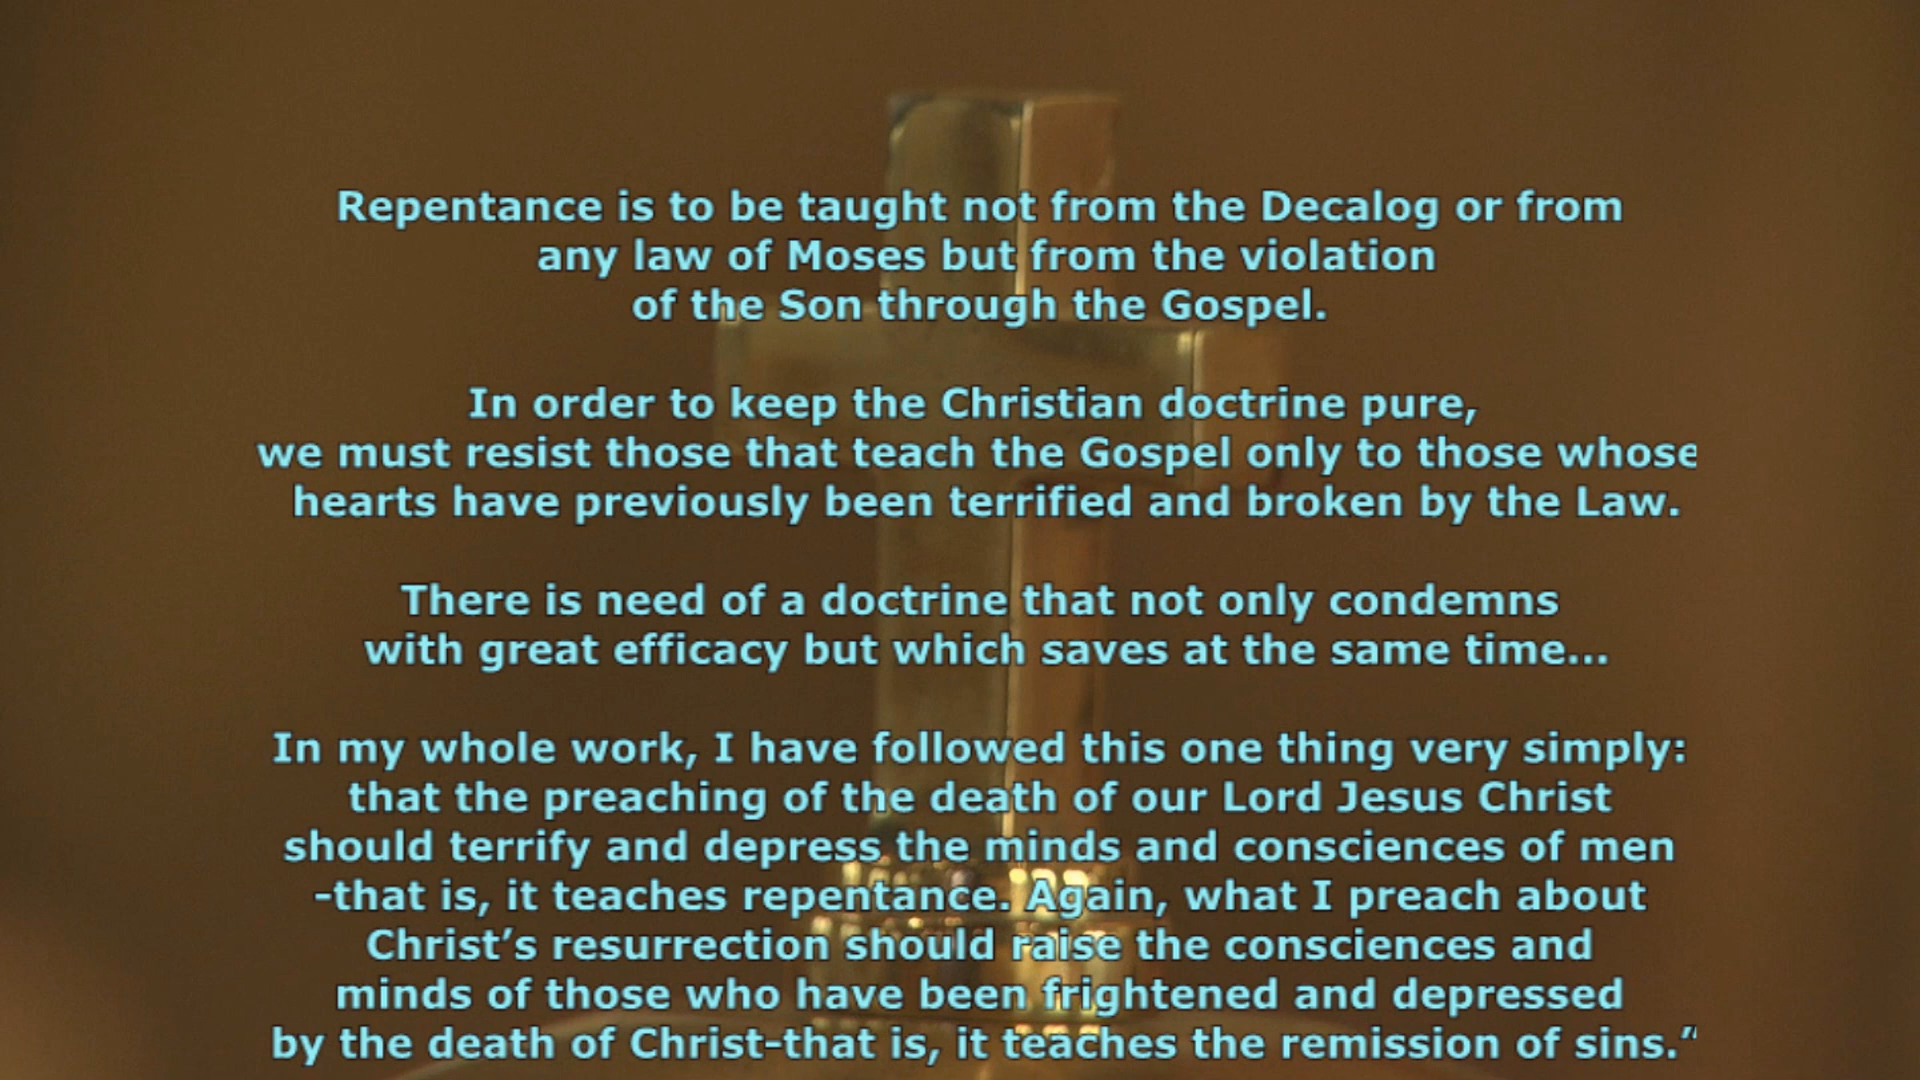 Repentance is to be taught not from the Decalog or from
any law of Moses but from the violation
of the Son through the Gospel.
In order to keep the Christian doctrine pure,
we must resist those that teach the Gospel only to those whose
hearts have previously been terrified and broken by the Law.
There is need of a doctrine that not only condemns
with great efficacy but which saves at the same time...
In my whole work, I have followed this one thing very simply:
that the preaching of the death of our Lord Jesus Christ
should terrify and depress the minds and consciences of men
-that is, it teaches repentance. Again, what I preach about
Christ’s resurrection should raise the consciences and
minds of those who have been frightened and depressed
by the death of Christ-that is, it teaches the remission of sins.”